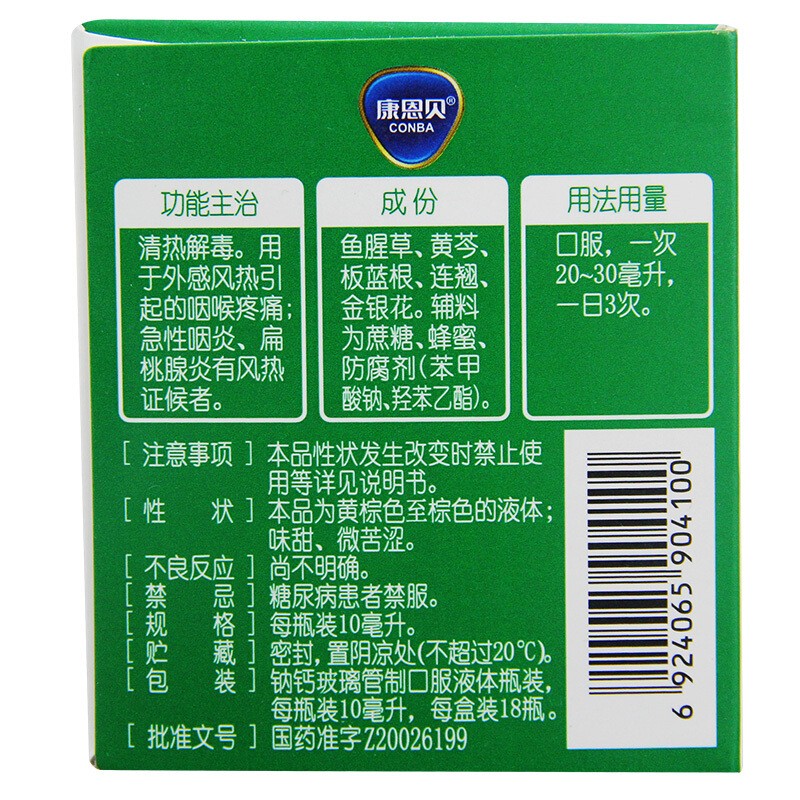 康恩贝®
CONBA
功能主治
清热解毒。用
于外感风热引
起的咽喉疼痛;
急性咽炎、扁
桃腺炎有风热
证候者。
成份
鱼腥草、黄芩、
板蓝根、连翘、
金银花。辅料
为蔗糖、蜂蜜、
防腐剂(苯甲
酸钠、羟苯乙酯)。
用法用量
口服,一次
20~30毫升,
一日3次。
[注意事项]本品性状发生改变时禁止使
用等详见说明书。
[性 状]本品为黄棕色至棕色的液体;
味甜、微苦涩。
[不良反应]尚不明确。
[禁 忌]糖尿病患者禁服。
[规 格]每瓶装10毫升。
[贮 藏]密封,置阴凉处(不超过20℃)。
[包 装]钠钙玻璃管制口服液体瓶装,
每瓶装10毫升,每盒装18瓶。
[批准文号]国药准字Z20026199
6 924065 904100